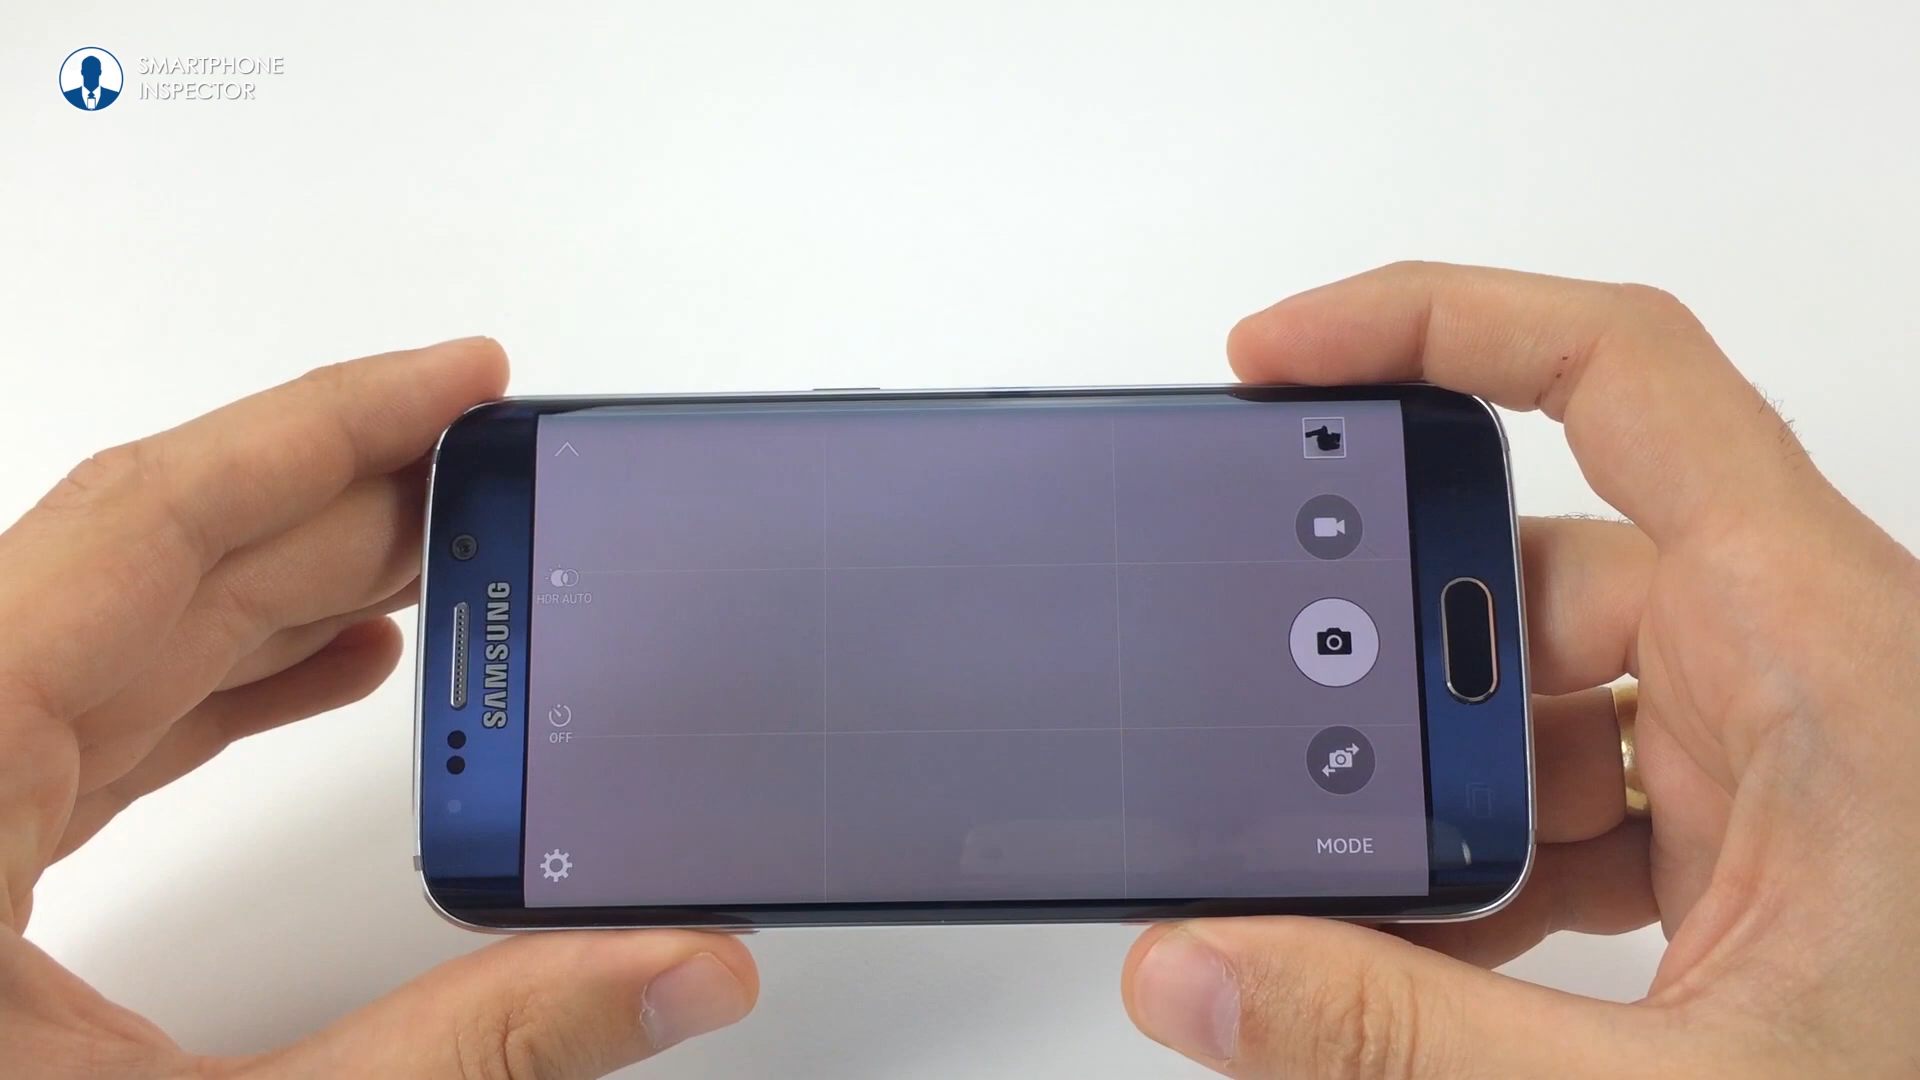 SMARTPHONE
INSPECTOR
SAMSUNG
HDR AUTO
OFF
MODE